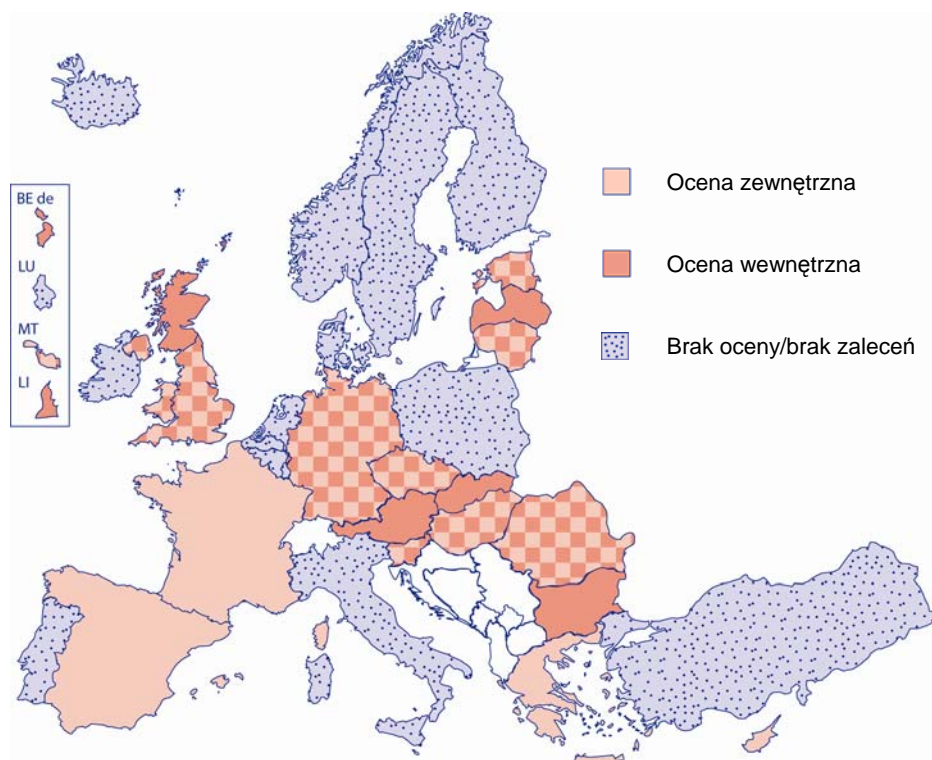 BE de
LU
MT
LI
Ocena zewnętrzna
Ocena wewnętrzna
Brak oceny/brak zaleceń